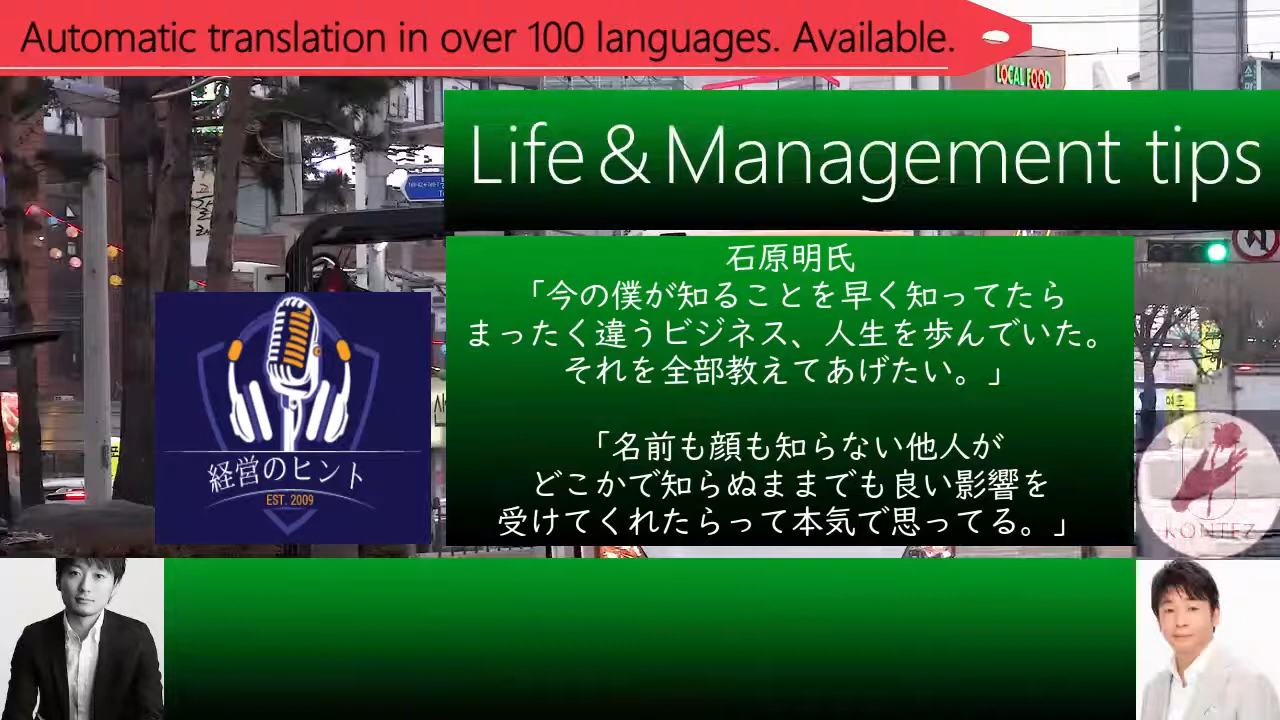 Automatic translation in over 100 languages. Available.
LOCAL FOOD
Life＆Management tips
石原明氏
「今の僕が知ることを早く知ってたら
まったく違うビジネス、人生を歩んでいた。
それを全部教えてあげたい。」
「名前も顔も知らない他人が
どこかで知らぬままでも良い影響を
受けてくれたらって本気で思ってる。」
経営のヒント
EST. 2009
KONTEZ